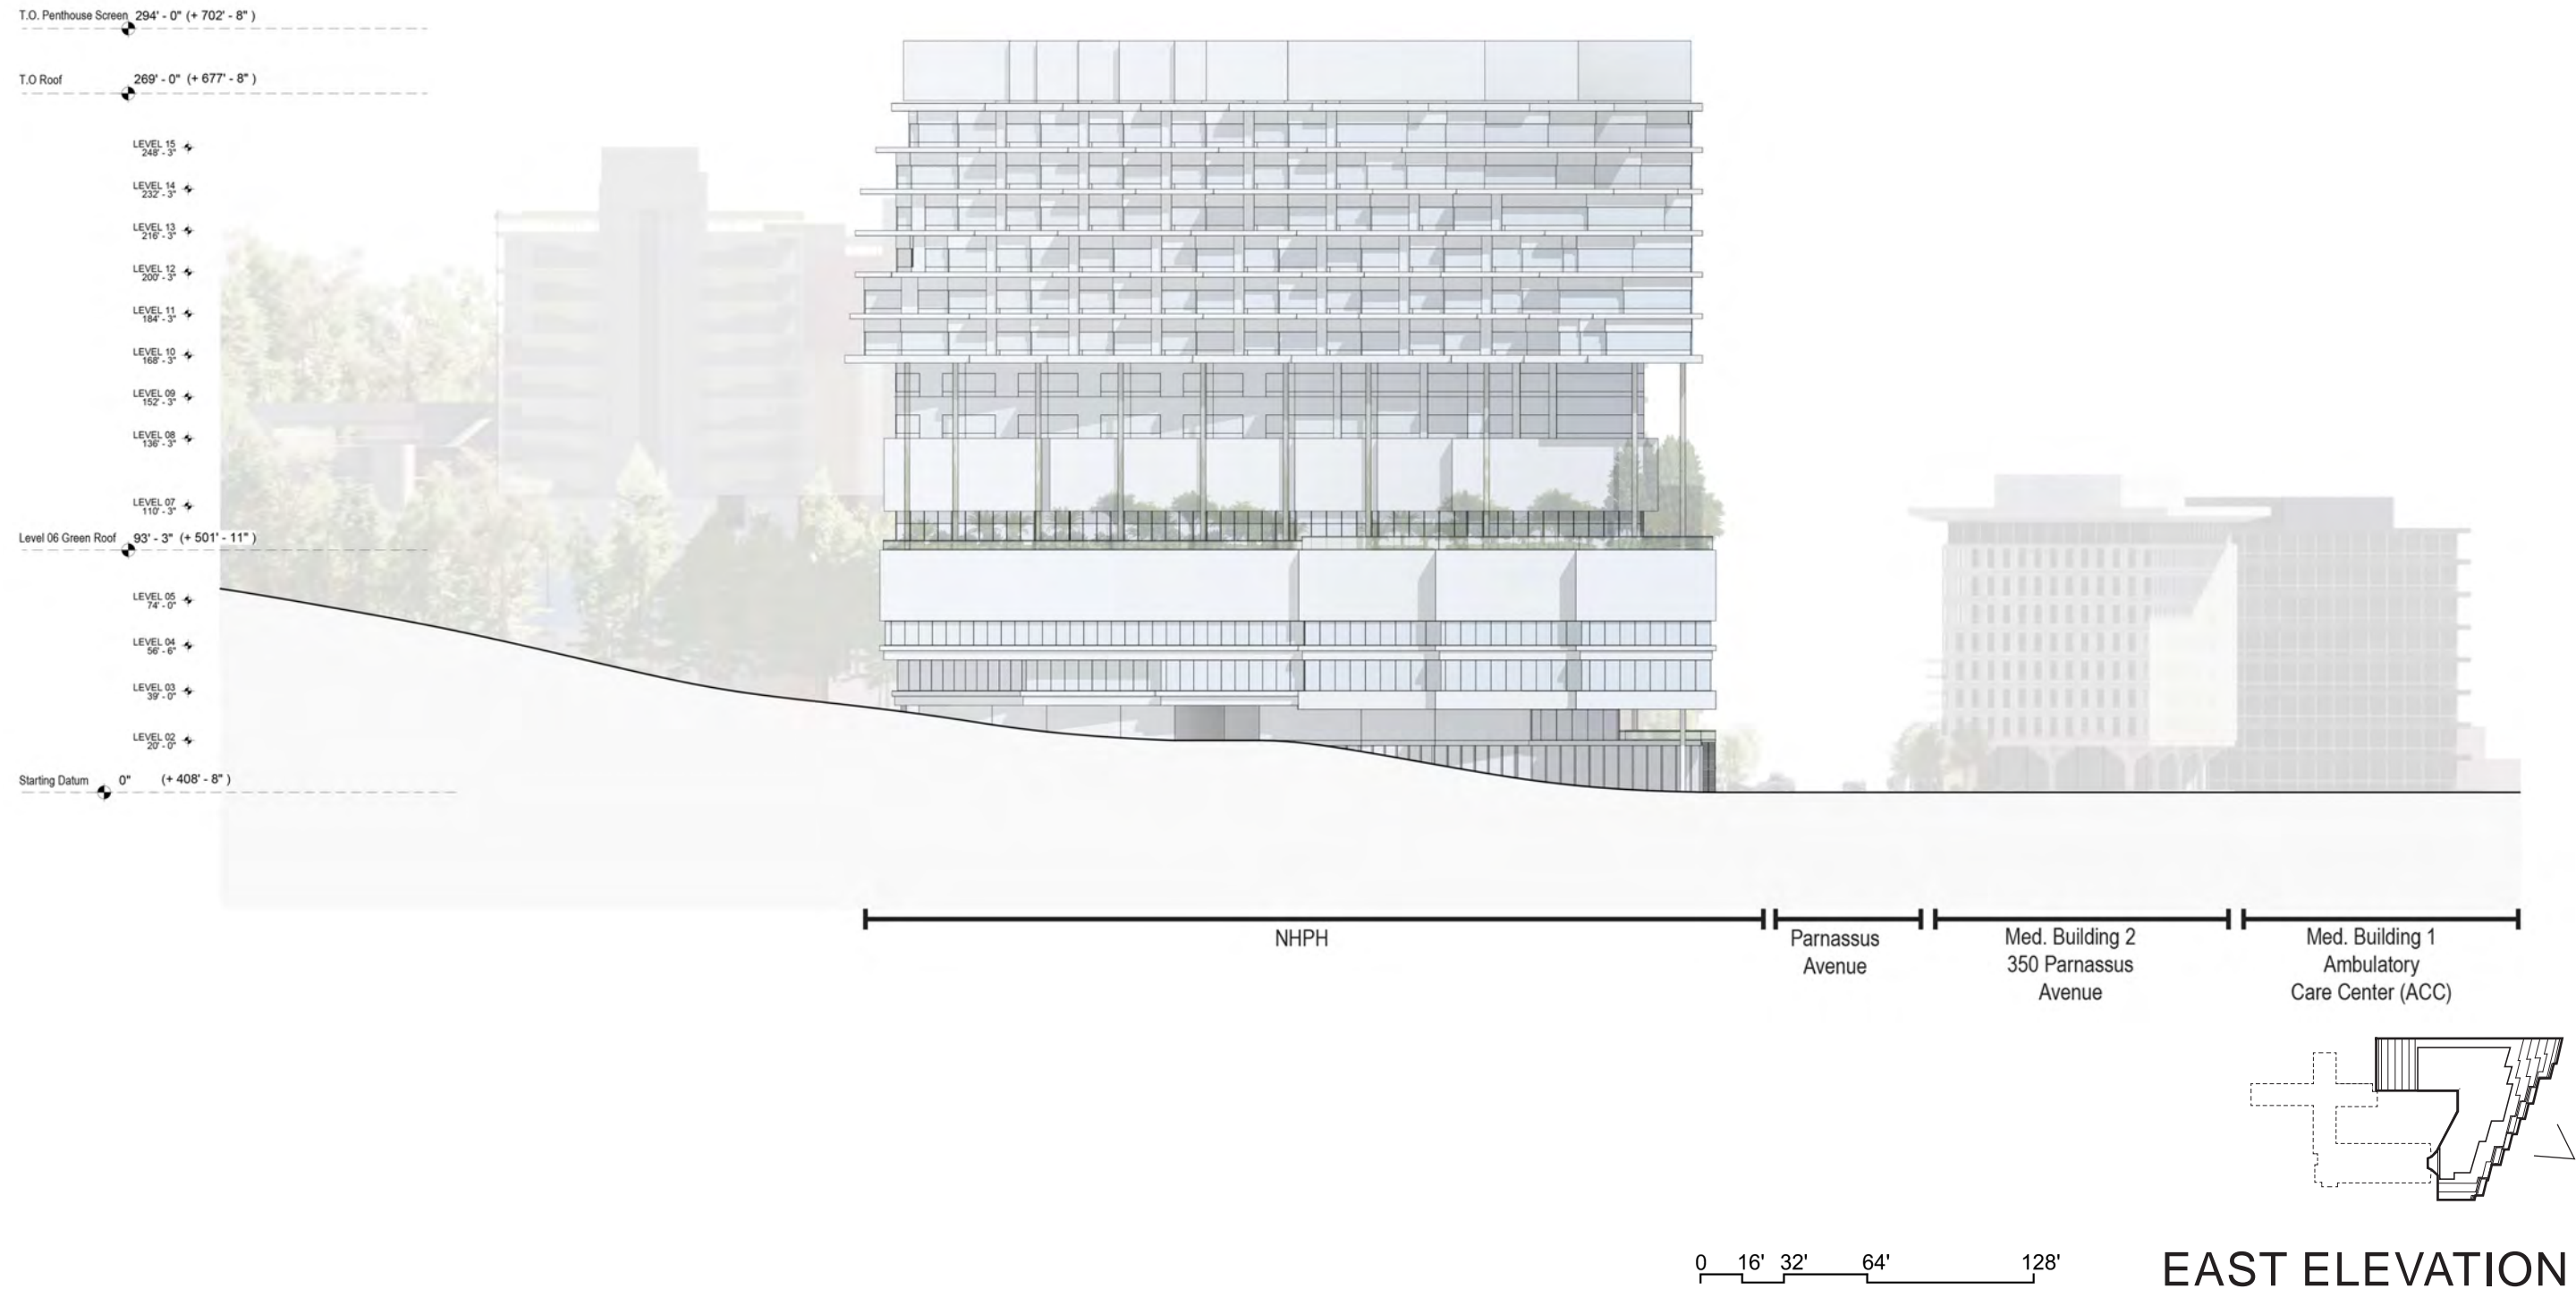 T.O. Penthouse Screen 294' - 0" (+ 702' - 8" )
T.O Roof 269' - 0" (+ 677' - 8" )
LEVEL 15
248' - 3"
LEVEL 14
232' - 3"
LEVEL 13
216' - 3"
LEVEL 12
200' - 3"
LEVEL 11
184' - 3"
LEVEL 10
168' - 3"
LEVEL 09
152' - 3"
LEVEL 08
136' - 3"
LEVEL 07
110' - 3"
Level 06 Green Roof 93' - 3" (+ 501' - 11" )
LEVEL 05
74' - 0"
LEVEL 04
56' - 6"
LEVEL 03
39' - 0"
LEVEL 02
20' - 0"
Starting Datum 0" (+ 408' - 8" )
NHPH
Parnassus
Avenue
Med. Building 2
350 Parnassus
Avenue
Med. Building 1
Ambulatory
Care Center (ACC)
0 16' 32' 64' 128'
EAST ELEVATION